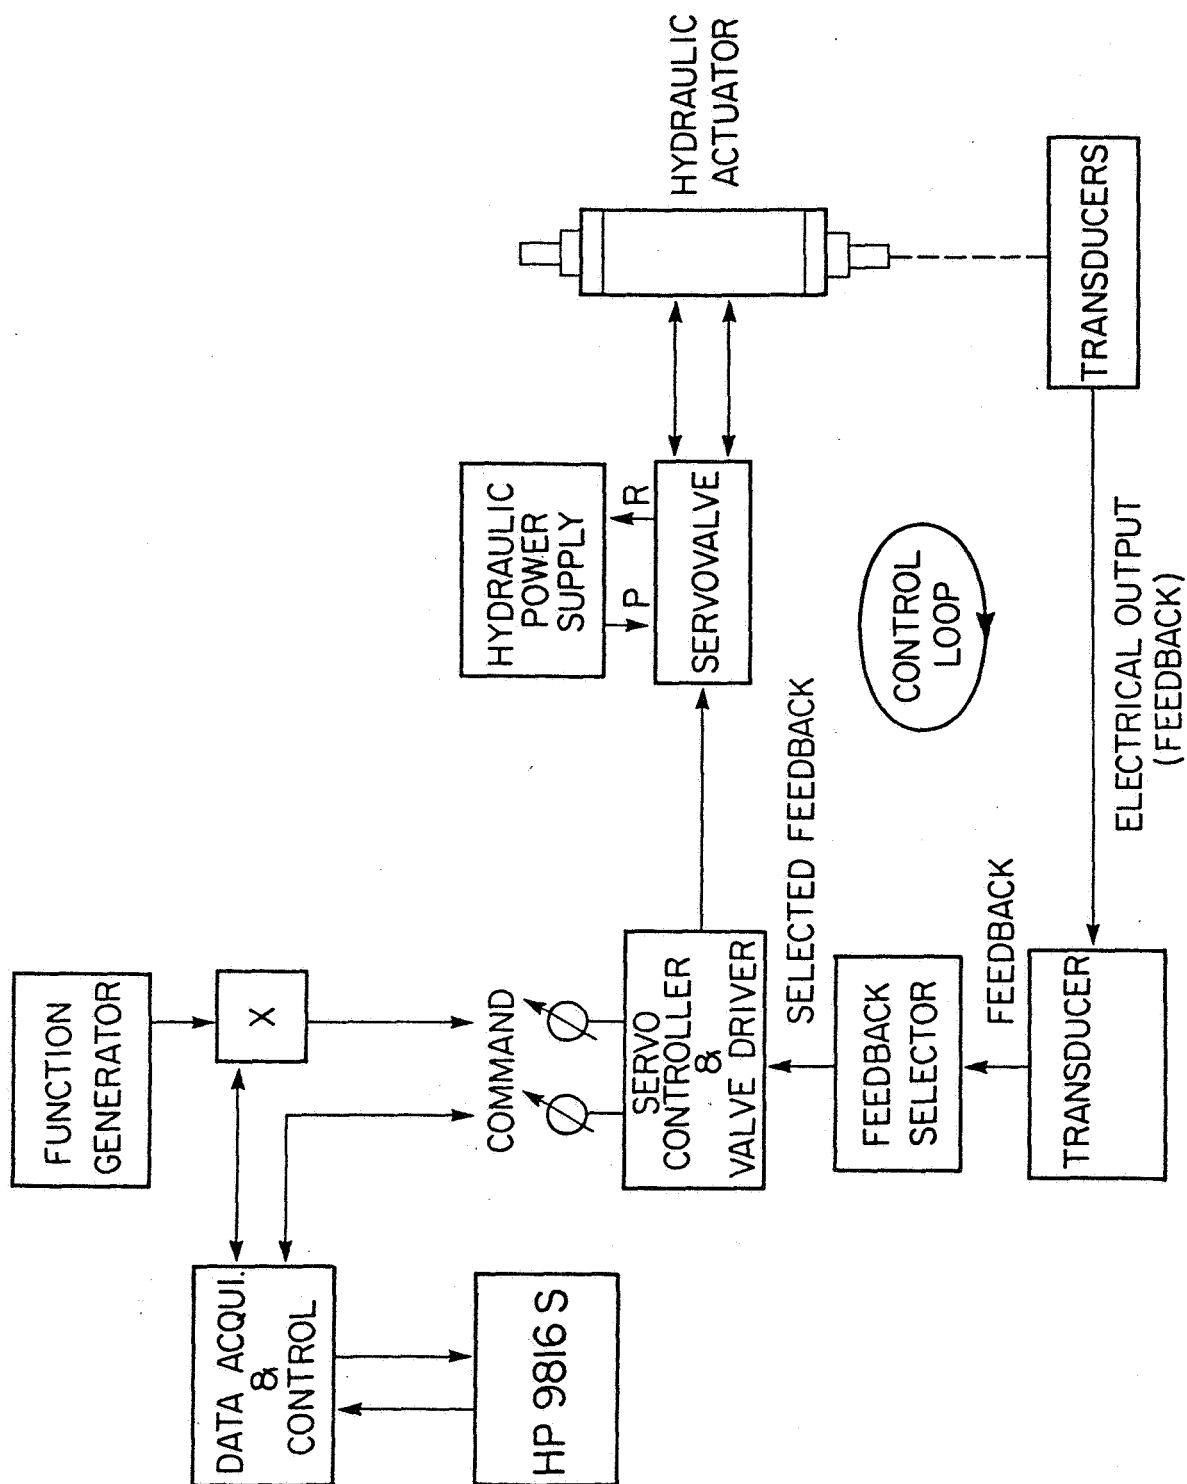 FUNCTION
GENERATOR
X
DATA ACQUI.
&
CONTROL
HP 9816 S
COMMAND
SERVO
CONTROLLER
&
VALVE DRIVER
SELECTED FEEDBACK
FEEDBACK
SELECTOR
FEEDBACK
TRANSDUCER
HYDRAULIC
POWER
SUPPLY
P
R
SERVOVALVE
CONTROL
LOOP
ELECTRICAL OUTPUT
(FEEDBACK)
HYDRAULIC
ACTUATOR
TRANSDUCERS